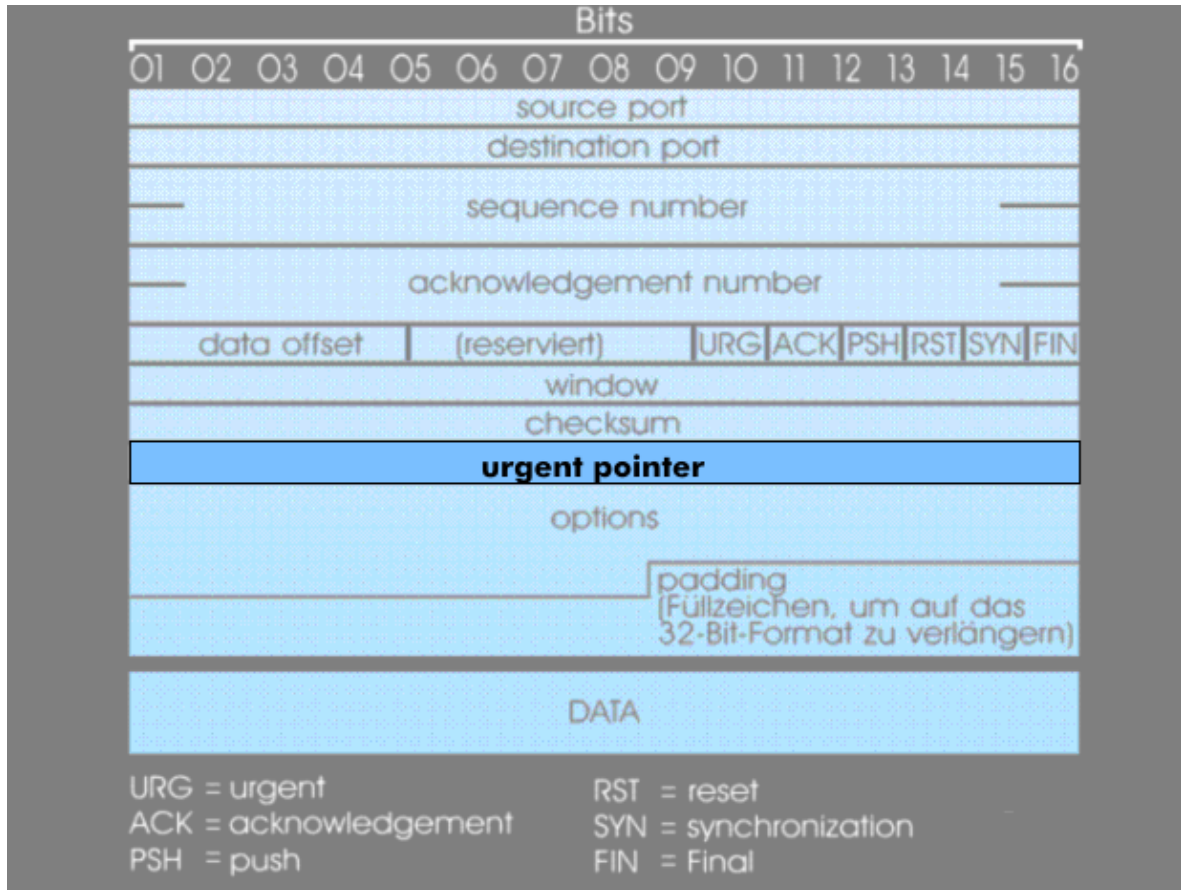 Bits
01 02 03 04 05 06 07 08 09 10 11 12 13 14 15 16
source port
destination port
sequence number
acknowledgement number
data offset (reserviert) URG ACK PSH RST SYN FIN
window
checksum
urgent pointer
options
padding
(Füllzeichen, um auf das
32-Bit-Format zu verlängern)
DATA
URG = urgent RST = reset
ACK = acknowledgement SYN = synchronization
PSH = push FIN = Final